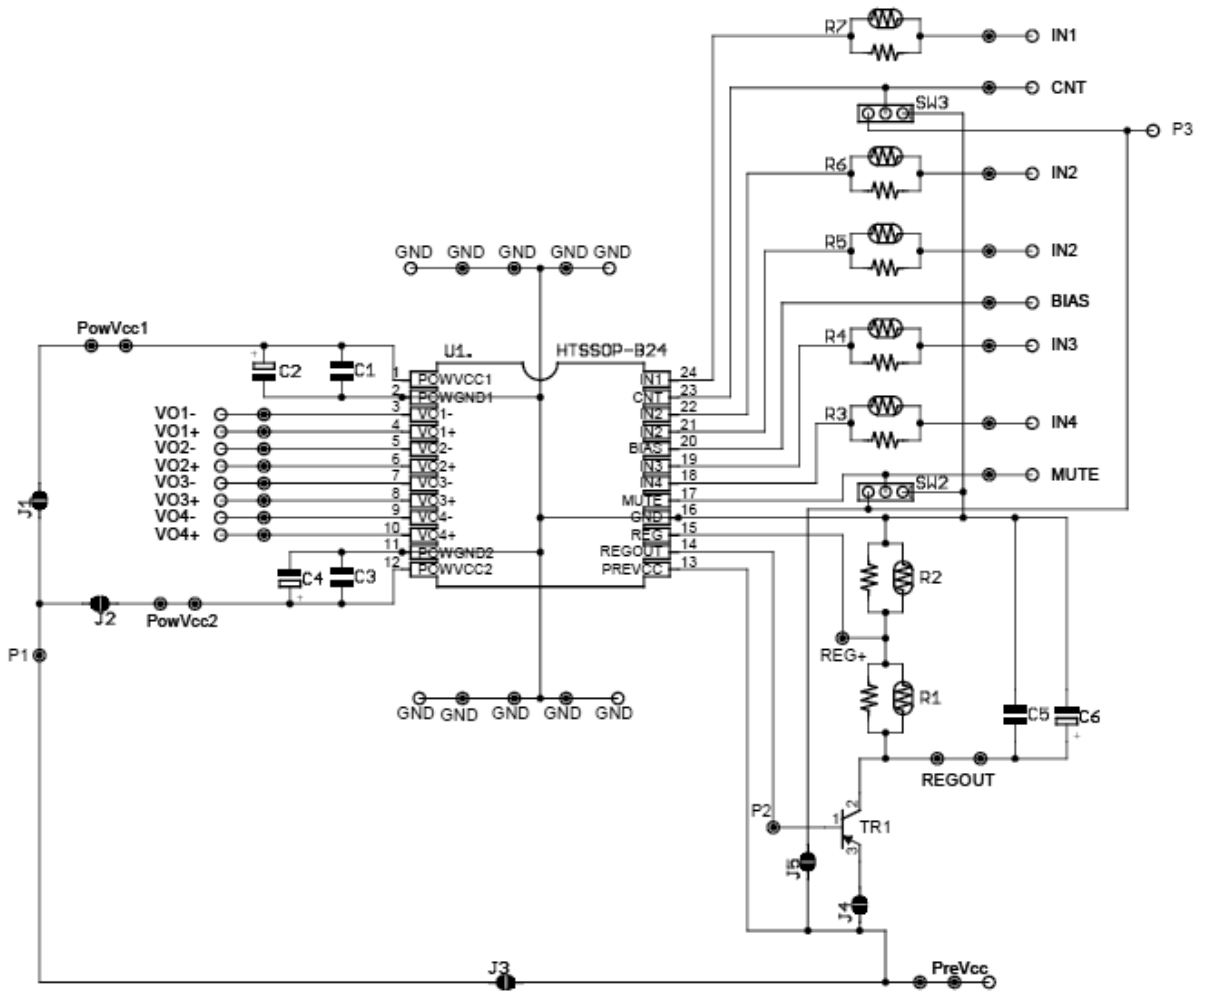 R7
IN1
CNT
SW3
P3
R6
IN2
R5
IN2
GND GND GND GND GND
BIAS
PowVcc1
R4
IN3
C2
C1
U1.
HTSSOP-B24
1 POWVCC1
IN1 24
2 POWGND1
CNT 23
VO1- 3 VO1-
IN2 22
R3
IN4
VO1+ 4 VO1+
IN2 21
VO2- 5 VO2-
BIAS 20
VO2+ 6 VO2+
IN3 19
VO3- 7 VO3-
IN4 18
MUTE
SW2
VO3+ 8 VO3+
MUTE 17
J1
VO4- 9 VO4-
GND 16
VO4+ 10 VO4+
REG 15
11 POWGND2
REGOUT 14
12 POWVCC2
PREVCC 13
C4
C3
R2
J2
PowVcc2
P1
REG+
R1
GND GND GND GND GND
C5
C6
REGOUT
P2
1
2
3
TR1
J5
J4
J3
PreVcc
+
+
+